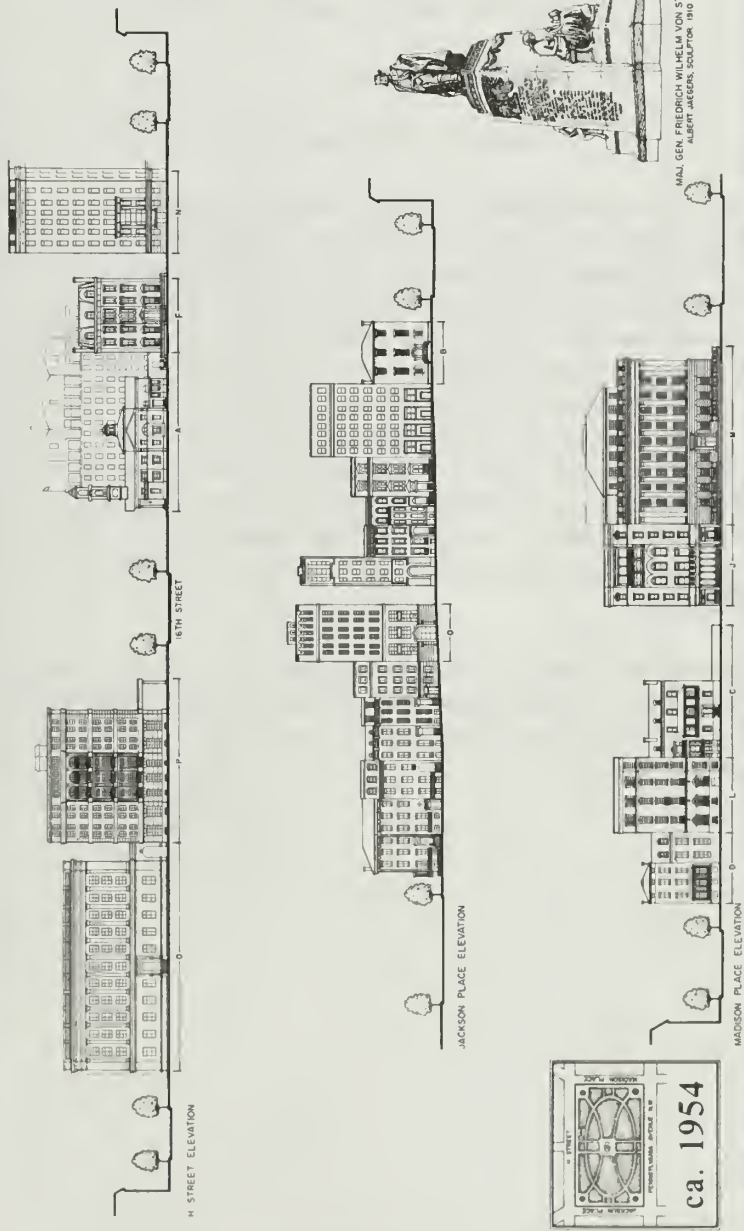 O
P
16TH STREET
A
F
N
H STREET ELEVATION
B
JACKSON PLACE ELEVATION
MAJ. GEN. FRIEDRICH WILHELM VON ST
ALBERT JAEGERS, SCULPTOR 1910
D
L
C
J
M
MADISON PLACE ELEVATION
H STREET
JACKSON PLACE
MADISON PLACE
PENNSYLVANIA AVENUE N.W.
ca. 1954